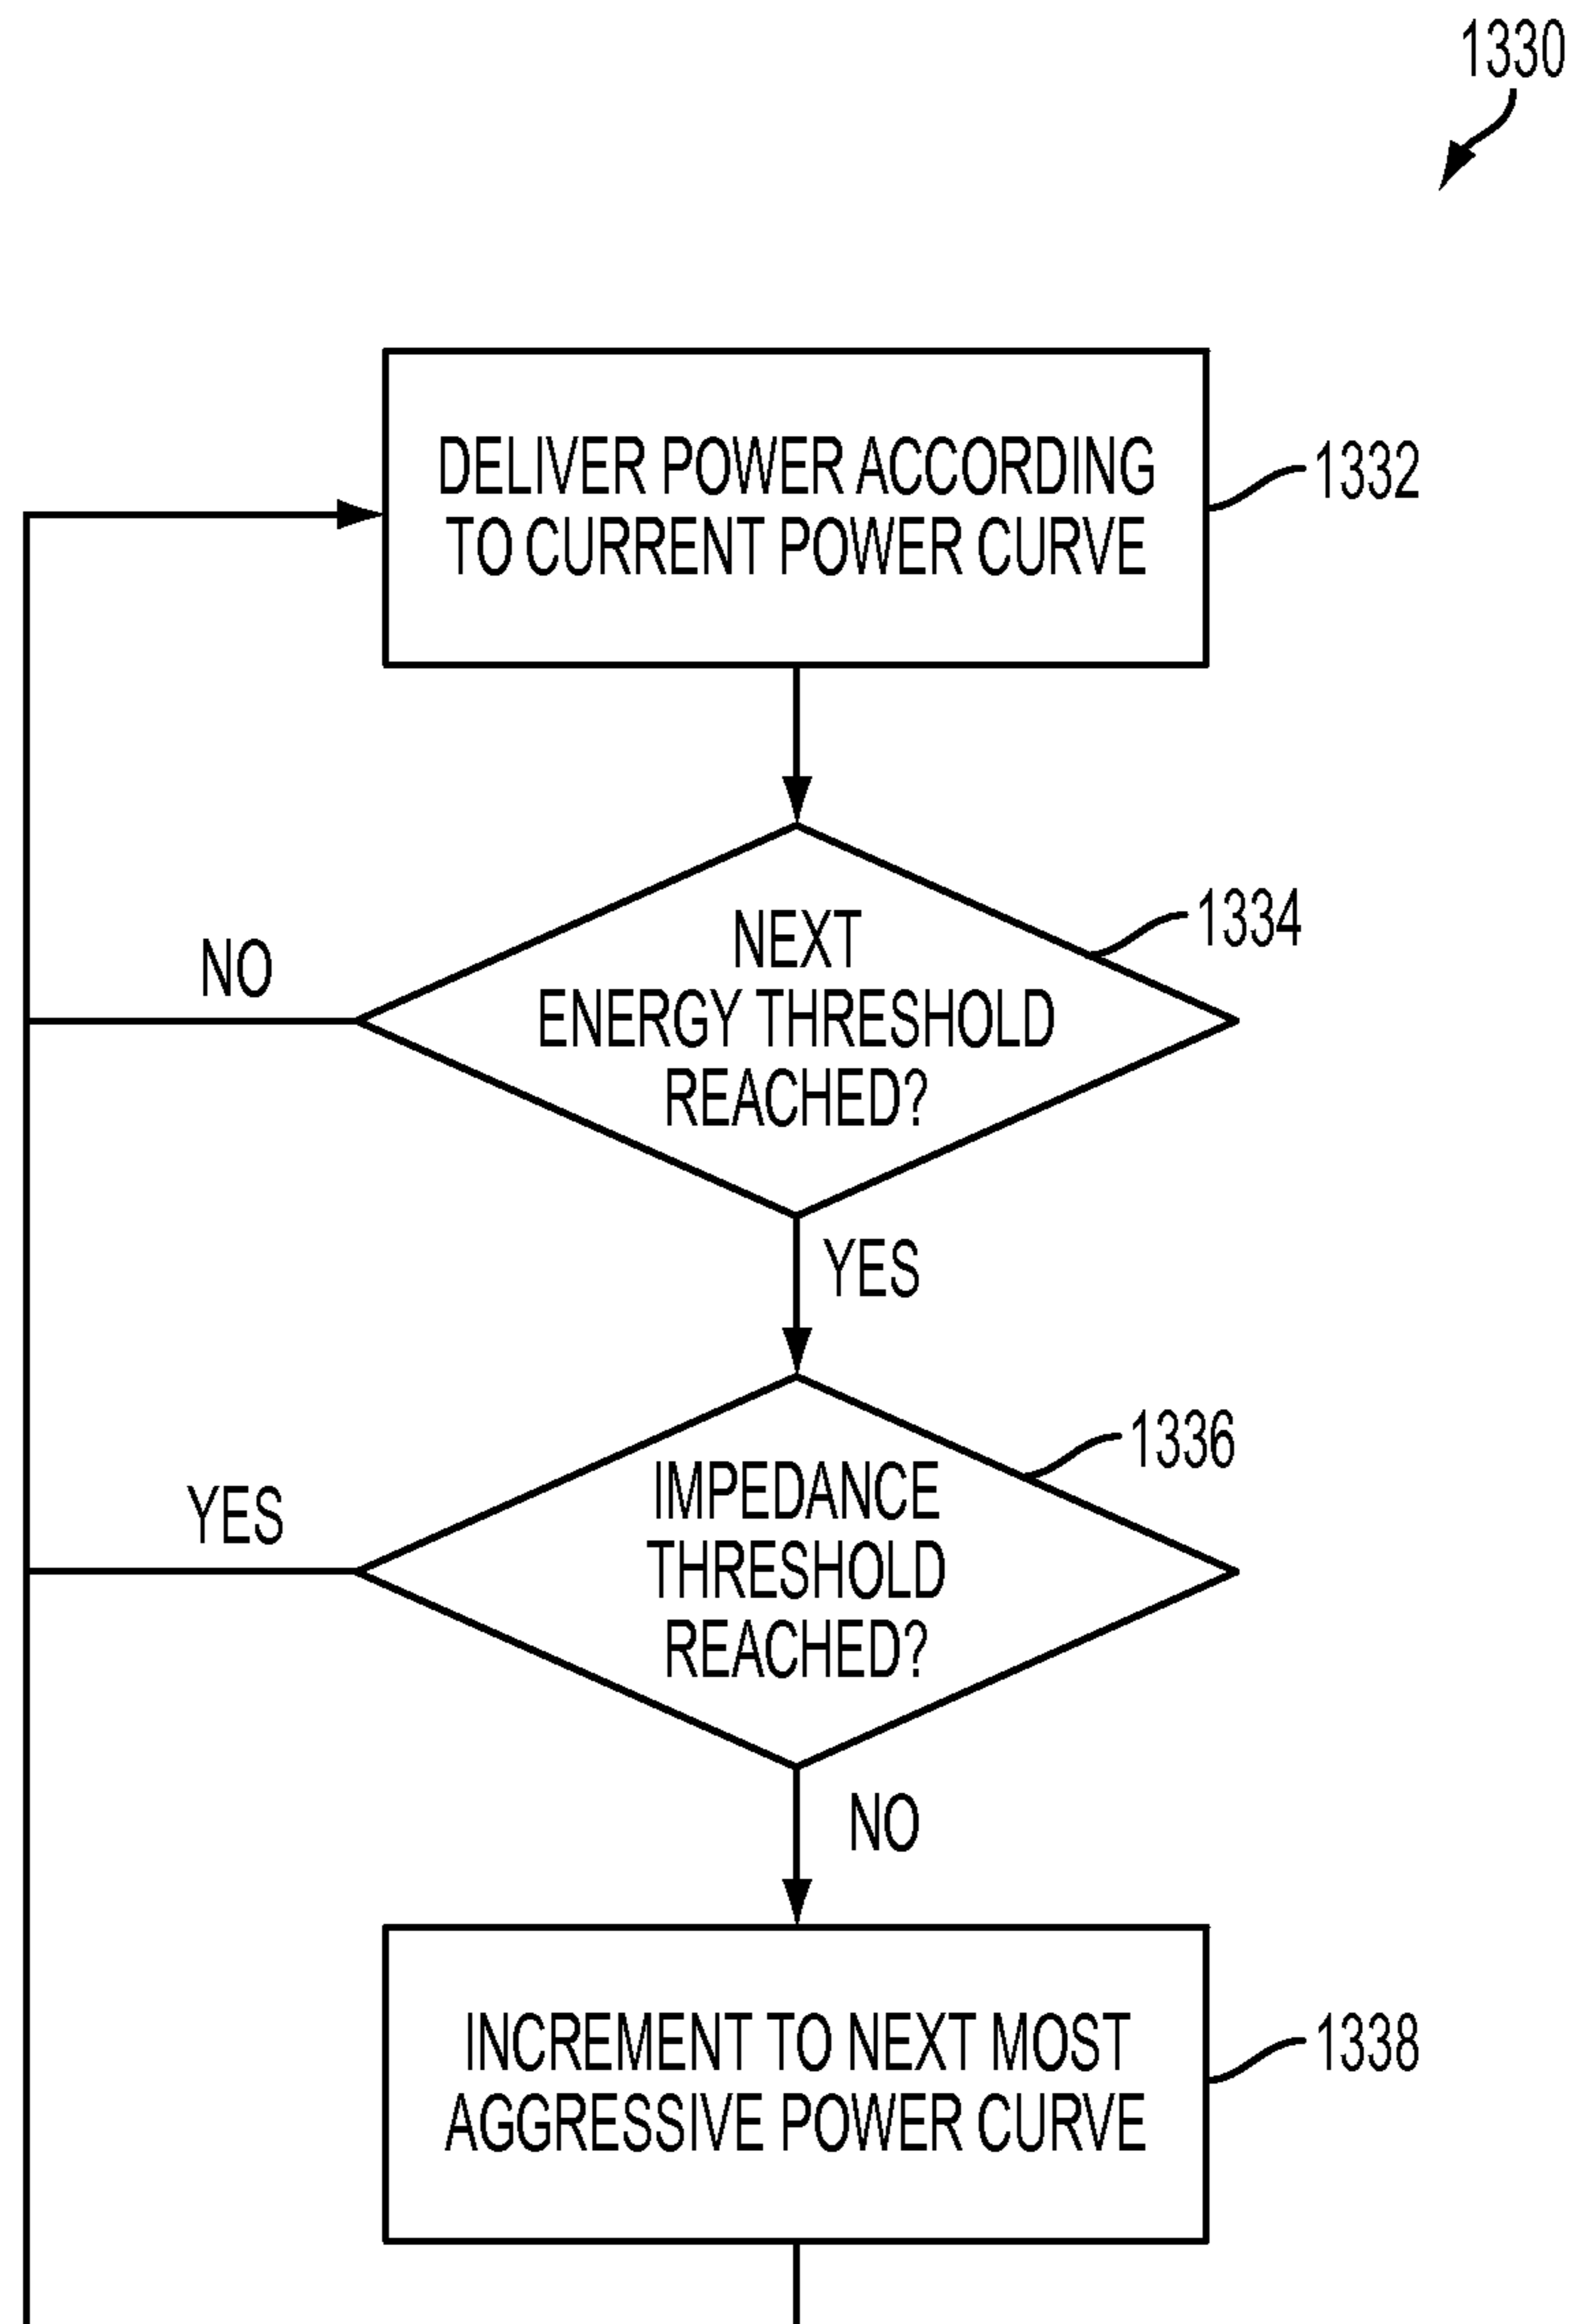 1330
DELIVER POWER ACCORDING
TO CURRENT POWER CURVE
1332
NEXT
ENERGY THRESHOLD
REACHED?
1334
NO
YES
IMPEDANCE
THRESHOLD
REACHED?
1336
YES
NO
INCREMENT TO NEXT MOST
AGGRESSIVE POWER CURVE
1338